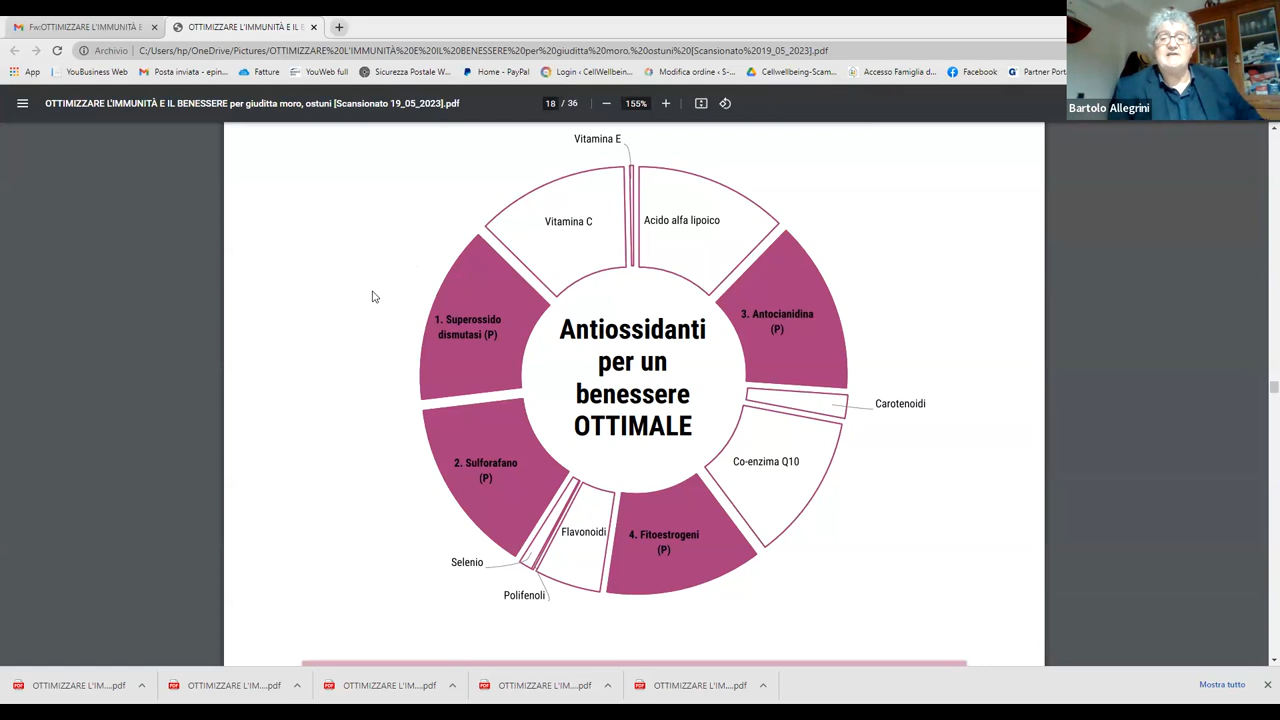 Fw:OTTIMIZZARE L'IMMUNITÀ E
OTTIMIZZARE L'IMMUNITÀ E IL B
Archivio
C:/Users/hp/OneDrive/Pictures/OTTIMIZZARE%20L'IMMUNITÀ%20E%20IL%20BENESSERE%20per%20giuditta%20moro,%20ostuni%20[Scansionato%2019_05_2023].pdf
App
YouBusiness Web
Posta inviata - epin...
Fatture
YouWeb full
Sicurezza Postale W...
Home - PayPal
Login ‹ CellWellbein...
Modifica ordine ‹ S-...
Cellwellbeing-Scam...
Accesso Famiglia d...
Facebook
Partner Port
OTTIMIZZARE L'IMMUNITÀ E IL BENESSERE per giuditta moro, ostuni [Scansionato 19_05_2023].pdf
18 / 36
155%
Bartolo Allegrini
Vitamina E
Vitamina C
Acido alfa lipoico
1. Superossido
dismutasi (P)
3. Antocianidina
(P)
Antiossidanti
per un
benessere
OTTIMALE
Carotenoidi
2. Sulforafano
(P)
Co-enzima Q10
Flavonoidi
4. Fitoestrogeni
(P)
Selenio
Polifenoli
OTTIMIZZARE L'IM....pdf
OTTIMIZZARE L'IM....pdf
OTTIMIZZARE L'IM....pdf
OTTIMIZZARE L'IM....pdf
OTTIMIZZARE L'IM....pdf
Mostra tutto